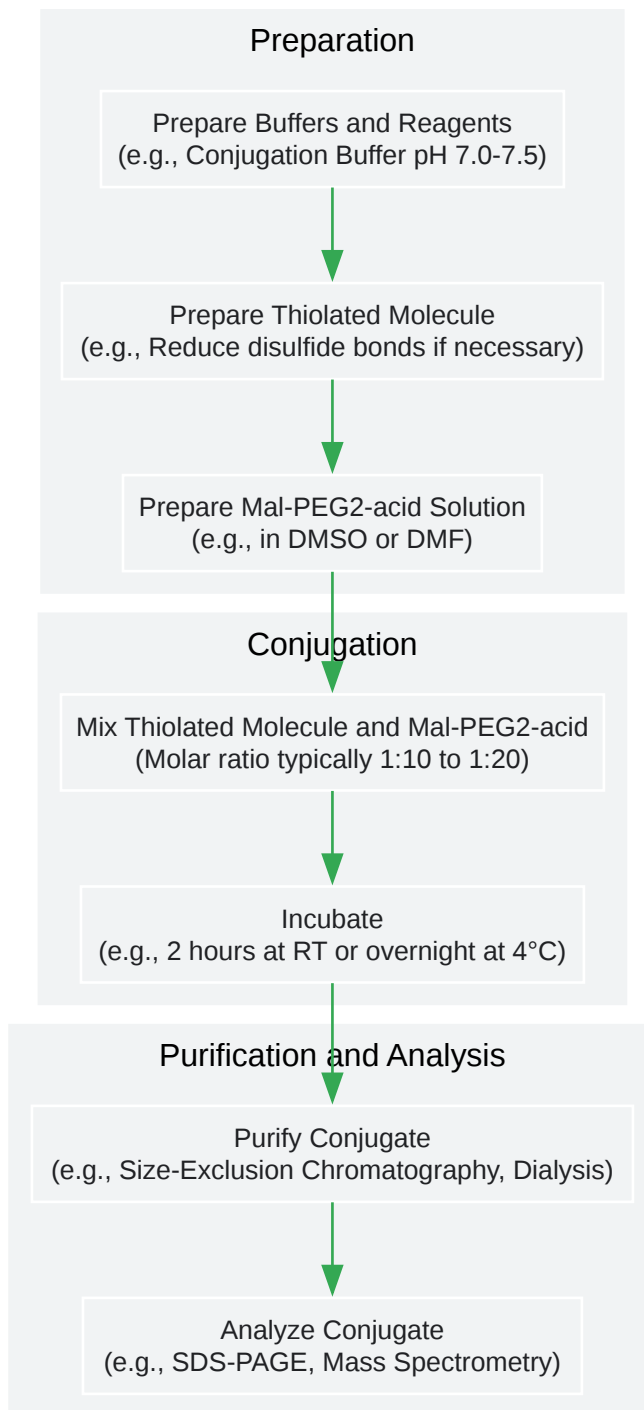 Preparation
Prepare Buffers and Reagents
(e.g., Conjugation Buffer pH 7.0-7.5)
Prepare Thiolated Molecule
(e.g., Reduce disulfide bonds if necessary)
Prepare Mal-PEG2-acid Solution
(e.g., in DMSO or DMF)
Conjugation
Mix Thiolated Molecule and Mal-PEG2-acid
(Molar ratio typically 1:10 to 1:20)
Incubate
(e.g., 2 hours at RT or overnight at 4°C)
Purification and Analysis
Purify Conjugate
(e.g., Size-Exclusion Chromatography, Dialysis)
Analyze Conjugate
(e.g., SDS-PAGE, Mass Spectrometry)